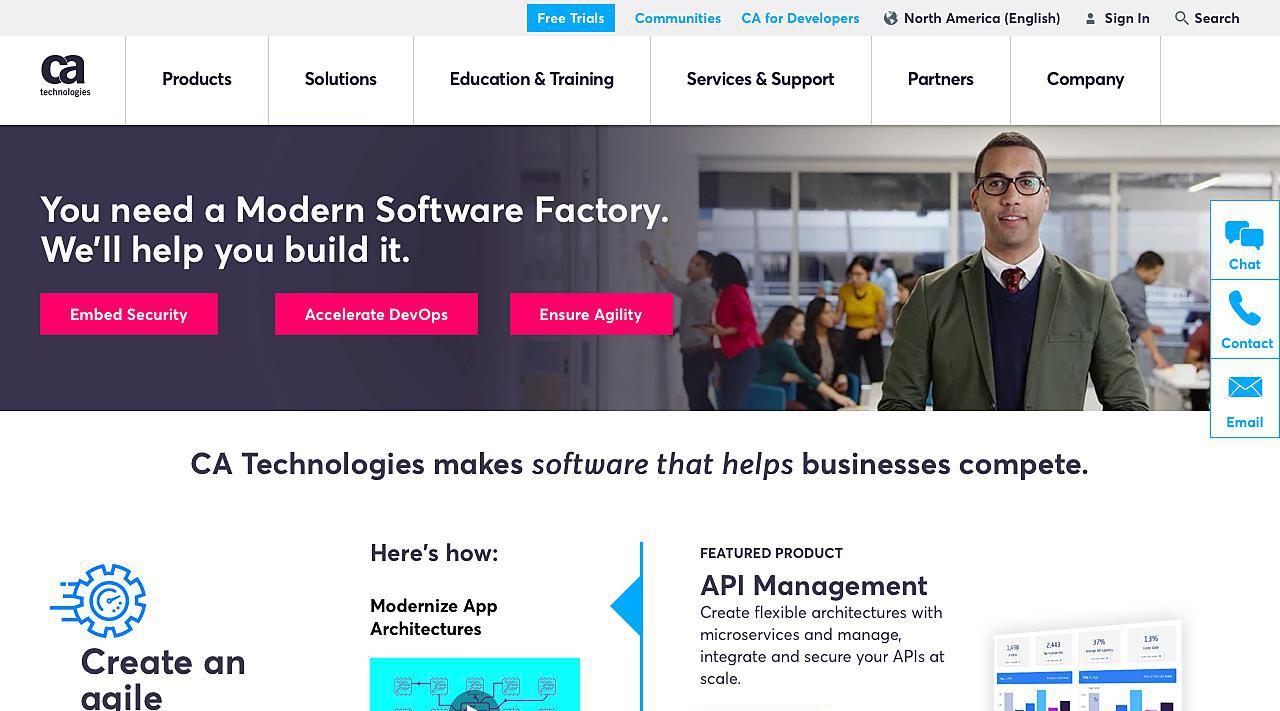 Free Trials
Communities
CA for Developers
North America (English)
Sign In
Search
ca
technologies
Products
Solutions
Education & Training
Services & Support
Partners
Company
You need a Modern Software Factory.
We'll help you build it.
Embed Security
Accelerate DevOps
Ensure Agility
Chat
Contact
Email
CA Technologies makes software that helps businesses compete.
Here's how:
Modernize App
Architectures
Create an
agile
FEATURED PRODUCT
API Management
Create flexible architectures with
microservices and manage,
integrate and secure your APIs at
scale.
2,443
37%
13%